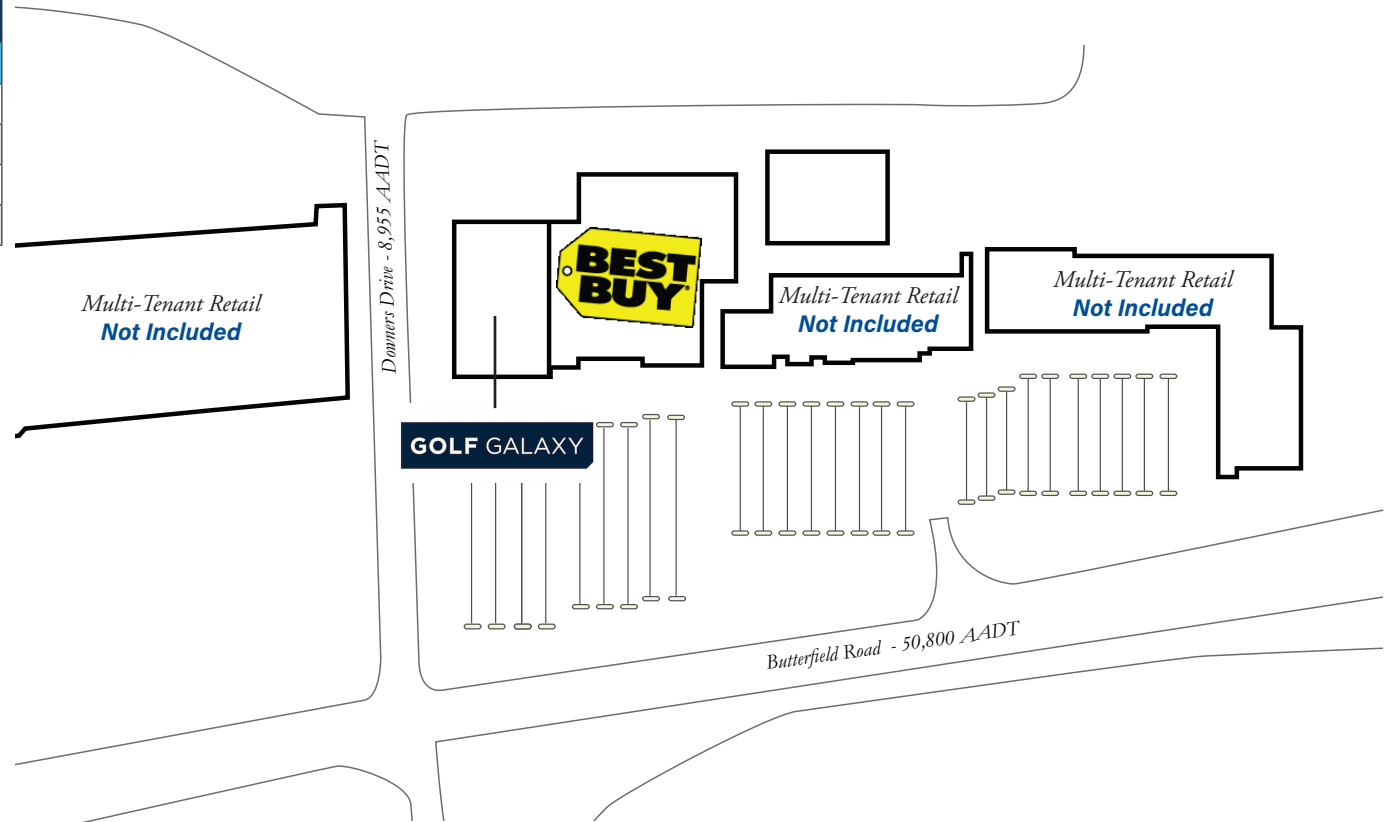 Downers Drive - 8,955 AADT
BEST
BUY
Multi-Tenant Retail
Not Included
Multi-Tenant Retail
Not Included
Multi-Tenant Retail
Not Included
GOLF GALAXY
Butterfield Road - 50,800 AADT